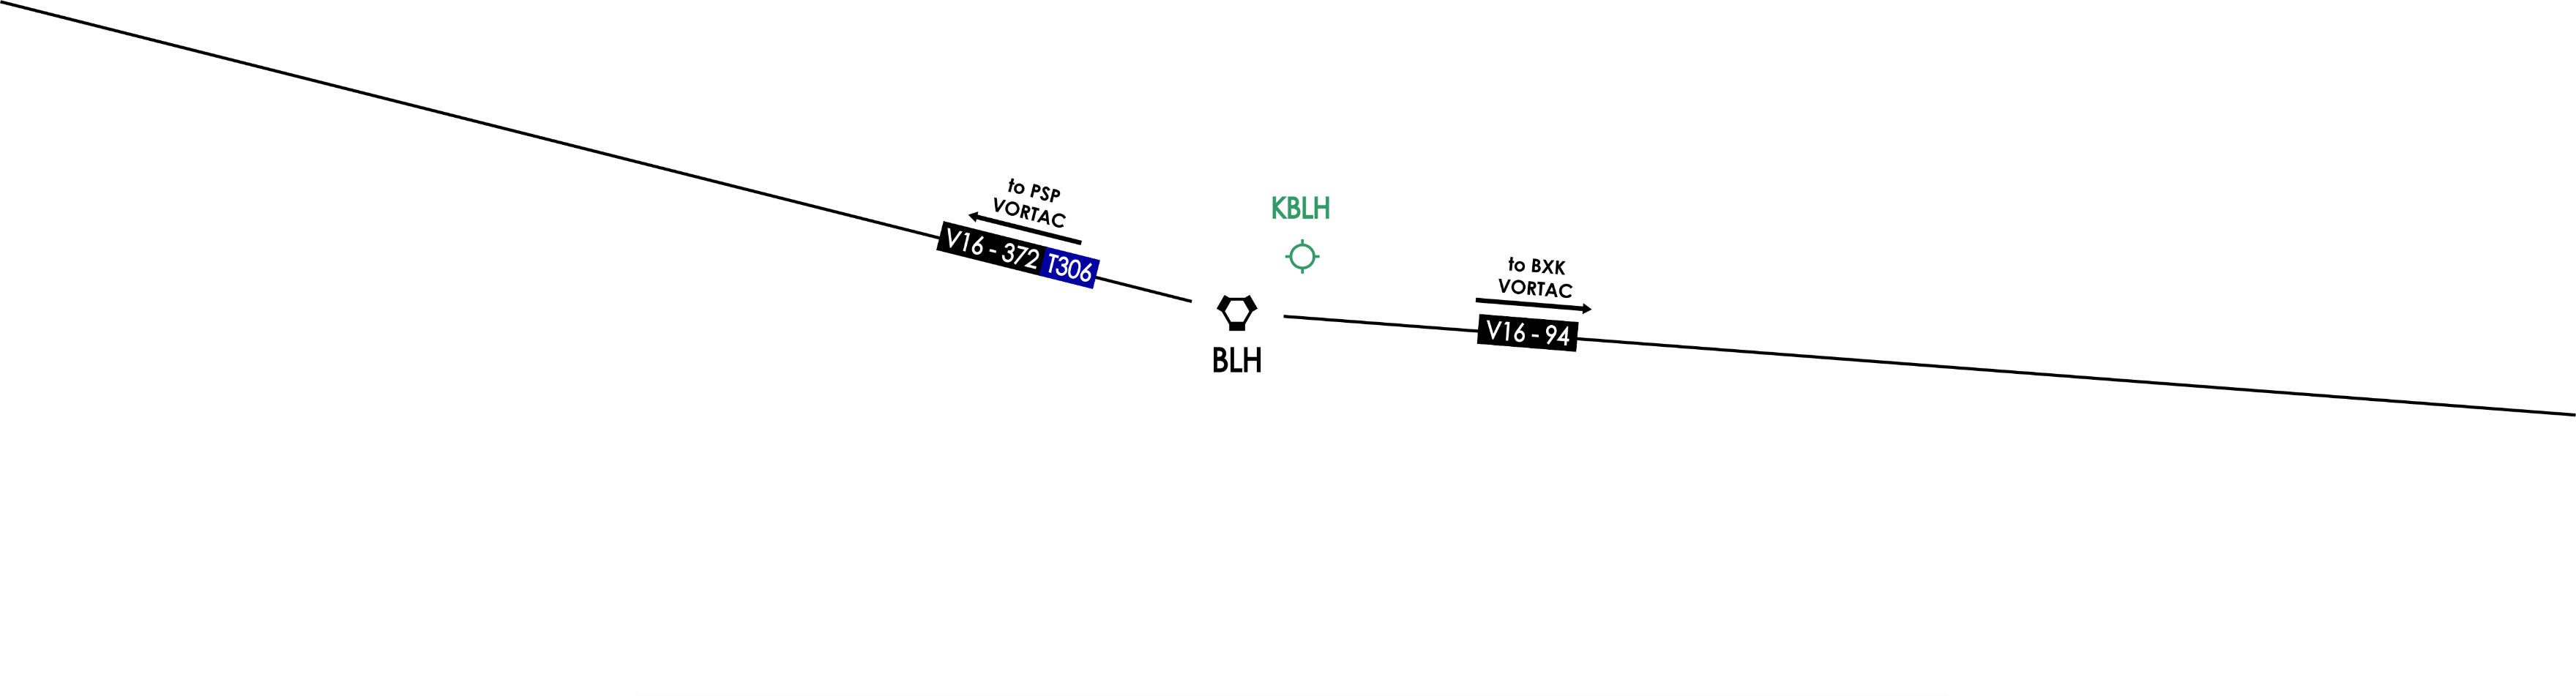 to PSP
VORTAC
V16 - 372 T306
KBLH
BLH
to BXK
VORTAC
V16 - 94